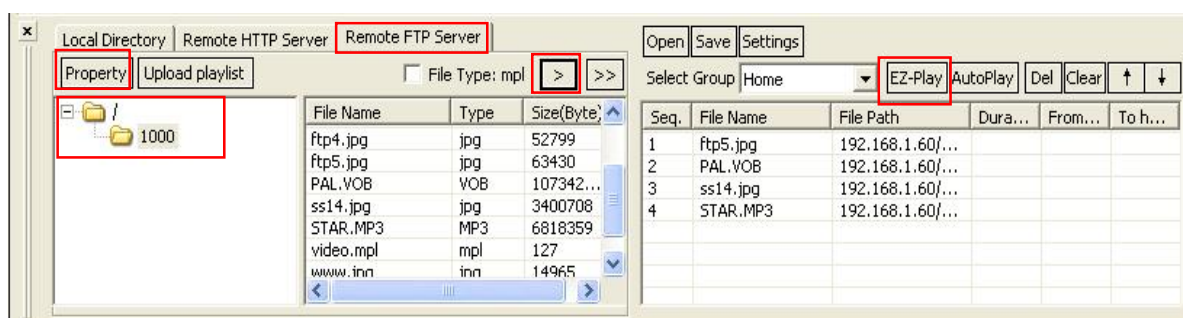 x
Local Directory Remote HTTP Server Remote FTP Server
Property Upload playlist File Type: mpl > >>
/
1000
File Name Type Size(Byte)
ftp4.jpg jpg 52799
ftp5.jpg jpg 63430
PAL.VOB VOB 107342...
ss14.jpg jpg 3400708
STAR.MP3 MP3 6818359
video.mpl mpl 127
www.jpg jpg 14965
Open Save Settings
Select Group Home EZ-Play AutoPlay Del Clear ↑ ↓
Seq. File Name File Path Dura... From... To h...
1 ftp5.jpg 192.168.1.60/...
2 PAL.VOB 192.168.1.60/...
3 ss14.jpg 192.168.1.60/...
4 STAR.MP3 192.168.1.60/...